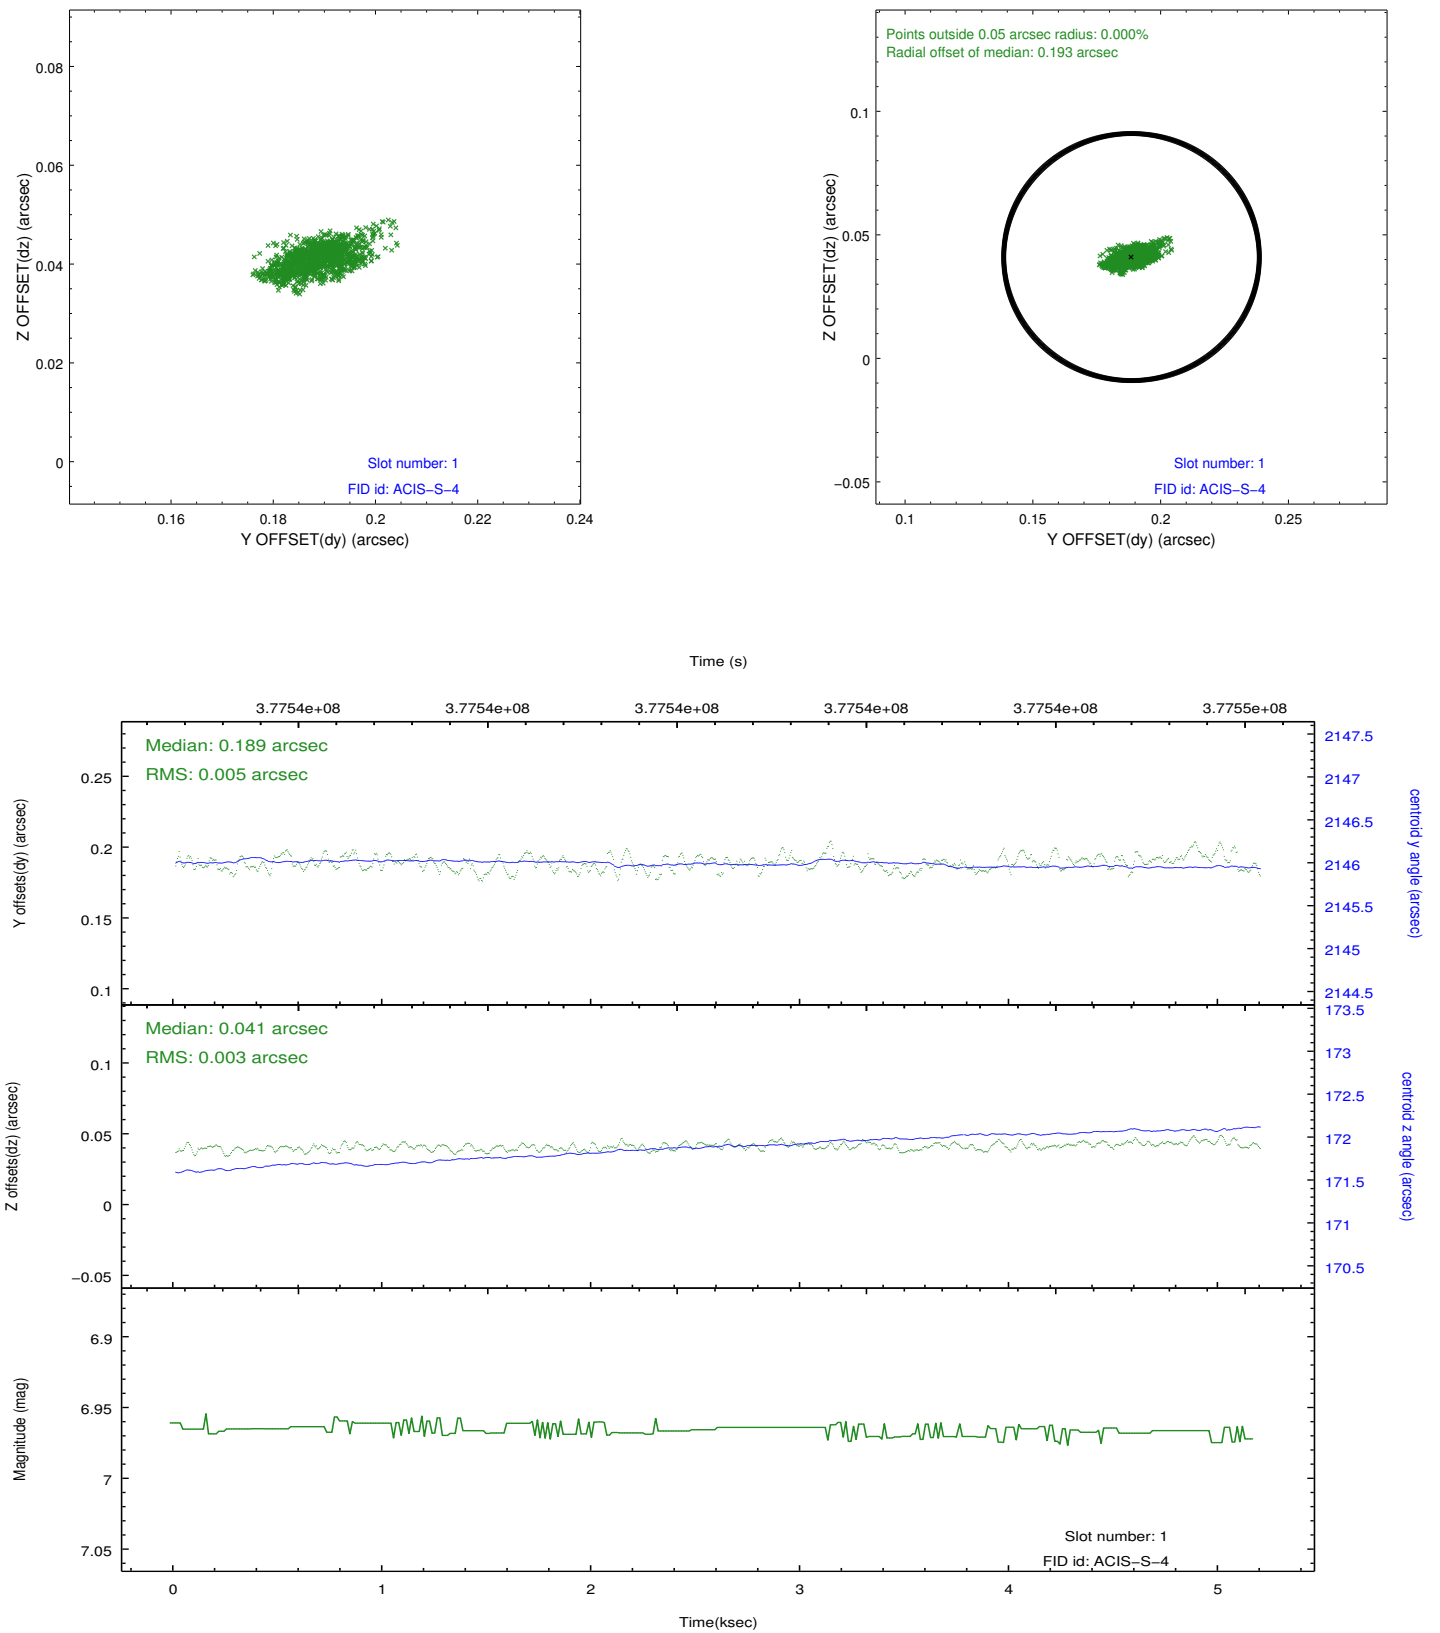 0.08
0.06
0.04
0.02
0
Z OFFSET(dz) (arcsec)
Slot number: 1
FID id: ACIS−S−4
0.16 0.18 0.2 0.22 0.24
Y OFFSET(dy) (arcsec)
Points outside 0.05 arcsec radius: 0.000%
Radial offset of median: 0.193 arcsec
0.1
0.05
0
−0.05
Z OFFSET(dz) (arcsec)
Slot number: 1
FID id: ACIS−S−4
0.1 0.15 0.2 0.25
Y OFFSET(dy) (arcsec)
Time (s)
3.7754e+08 3.7754e+08 3.7754e+08 3.7754e+08 3.7754e+08 3.7755e+08
Median: 0.189 arcsec
RMS: 0.005 arcsec
0.25
0.2
0.15
0.1
Y offsets(dy) (arcsec)
2147.5
2147
2146.5
2146
2145.5
2145
2144.5
centroid y angle (arcsec)
Median: 0.041 arcsec
RMS: 0.003 arcsec
0.1
0.05
0
−0.05
Z offsets(dz) (arcsec)
173.5
173
172.5
172
171.5
171
170.5
centroid z angle (arcsec)
6.9
6.95
7
7.05
Magnitude (mag)
Slot number: 1
FID id: ACIS−S−4
0 1 2 3 4 5
Time(ksec)